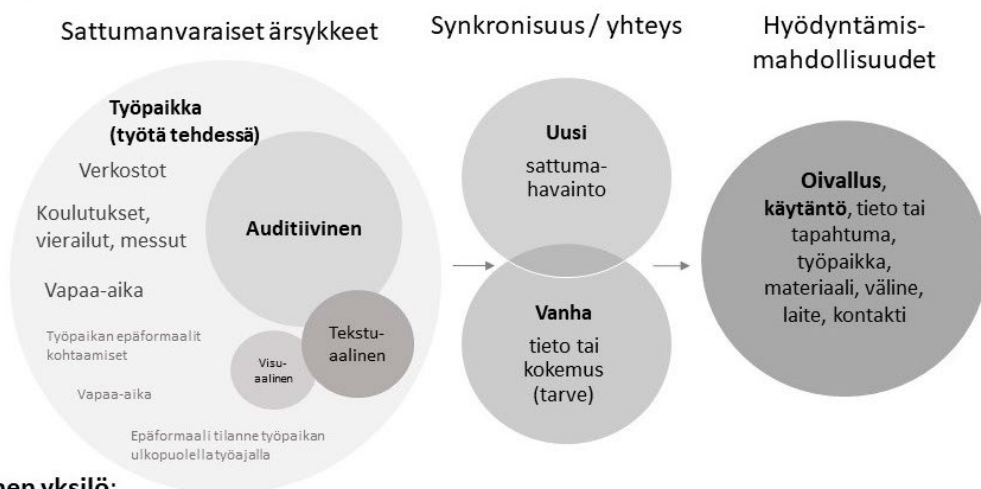 Sattumanvaraiset ärsykkeet
Työpaikka
(työtä tehdessä)
Verkostot
Koulutukset,
vierailut, messut
Vapaa-aika
Työpaikan epäformaalit
kohtaamiset
Vapaa-aika
Epäformaali tilanne työpaikan
ulkopuolella työajalla
Auditiivinen
Tekstu-
aalinen
Visu-
aalinen
Synkronisuus / yhteys
Uusi
sattuma-
havainto
Vanha
tieto tai
kokemus
(tarve)
Hyödyntämis-
mahdollisuudet
Oivallus,
käytäntö, tieto tai
tapahtuma,
työpaikka,
materiaali, väline,
laite, kontakti
yksilö: